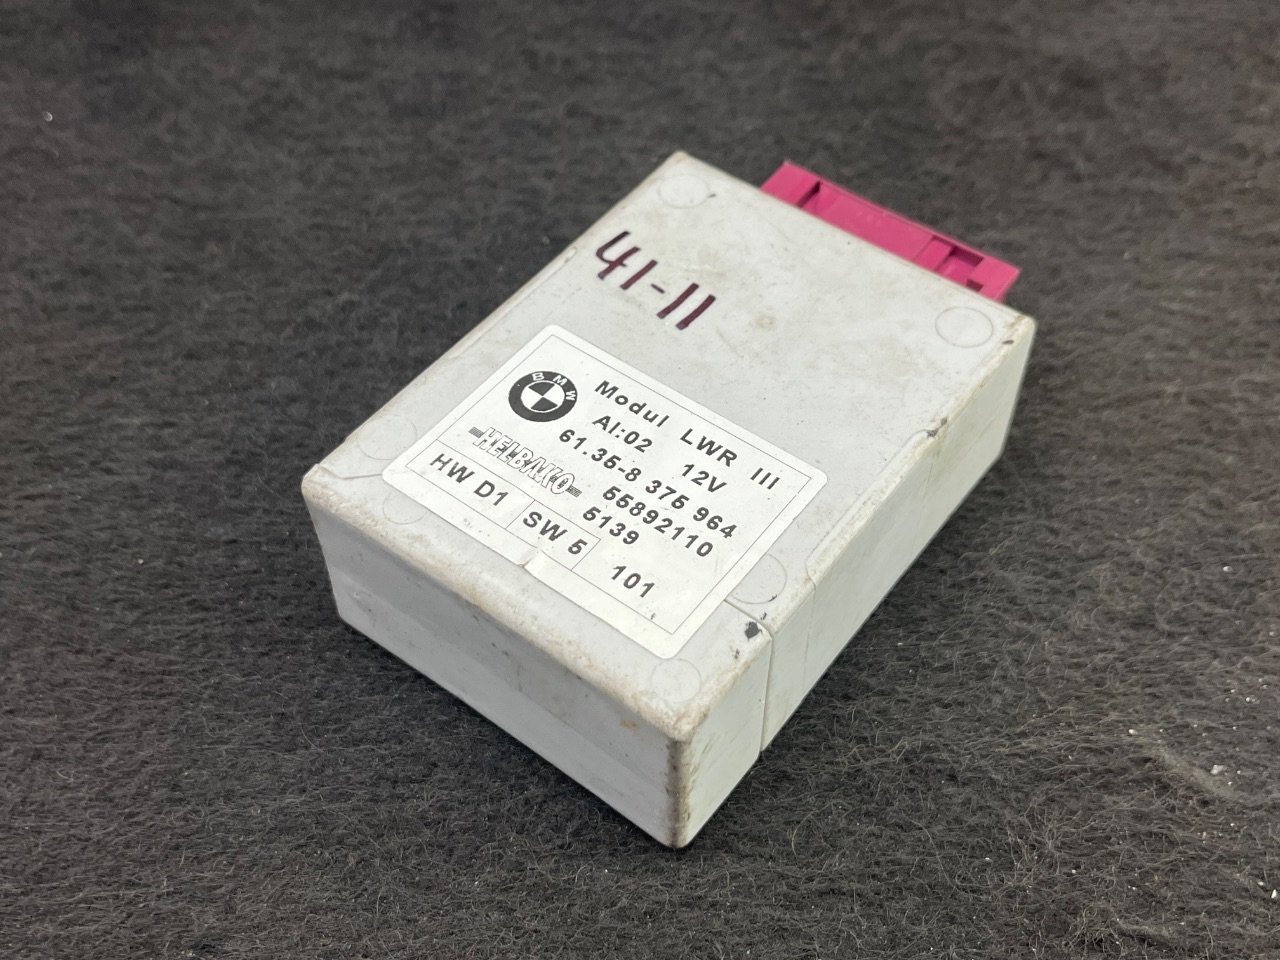 41-11
BMW
Modul LWR III
AI:02 12V
61.35-8 375 964
HELBAKO 55892110
5139
HW D1 SW 5 101